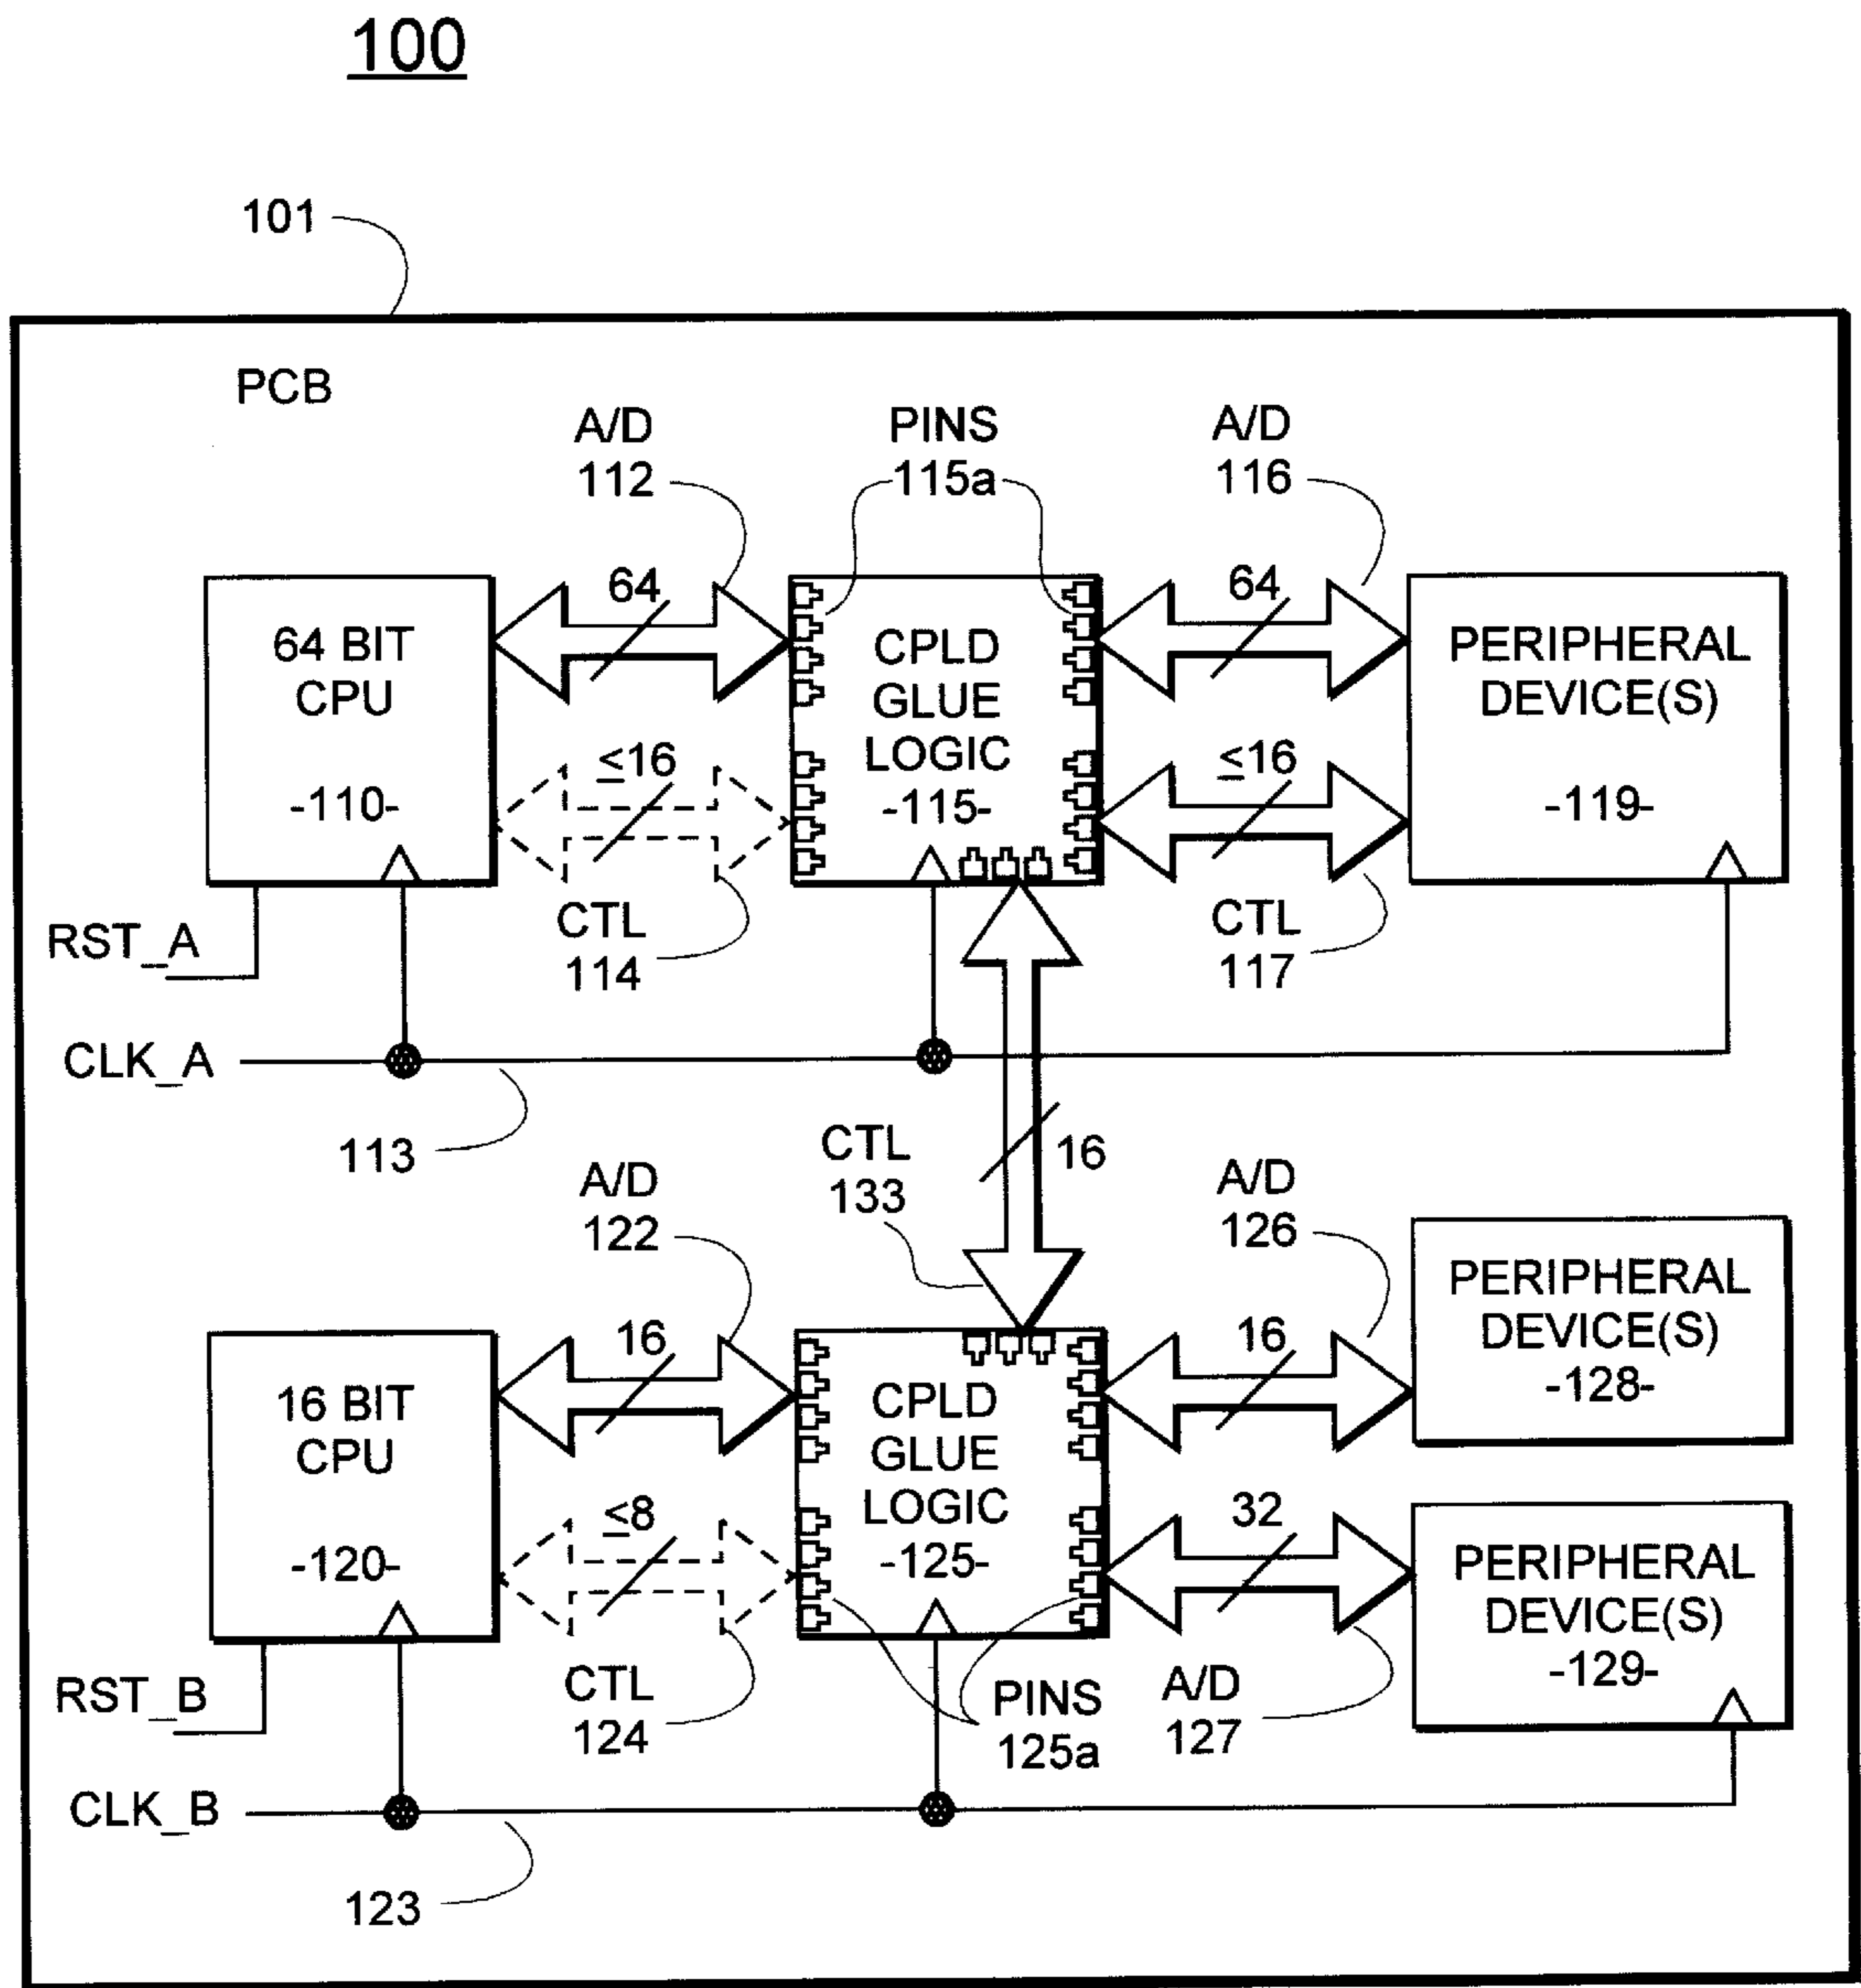 100
101
PCB
A/D
112
PINS
115a
A/D
116
64
64
64 BIT
CPU
-110-
CPLD
GLUE
LOGIC
-115-
PERIPHERAL
DEVICE(S)
-119-
≤16
≤16
RST_A
CTL
114
CTL
117
CLK_A
113
CTL
133
16
A/D
122
A/D
126
16
16
16 BIT
CPU
-120-
CPLD
GLUE
LOGIC
-125-
PERIPHERAL
DEVICE(S)
-128-
≤8
32
PERIPHERAL
DEVICE(S)
-129-
RST_B
CTL
124
PINS
125a
A/D
127
CLK_B
123